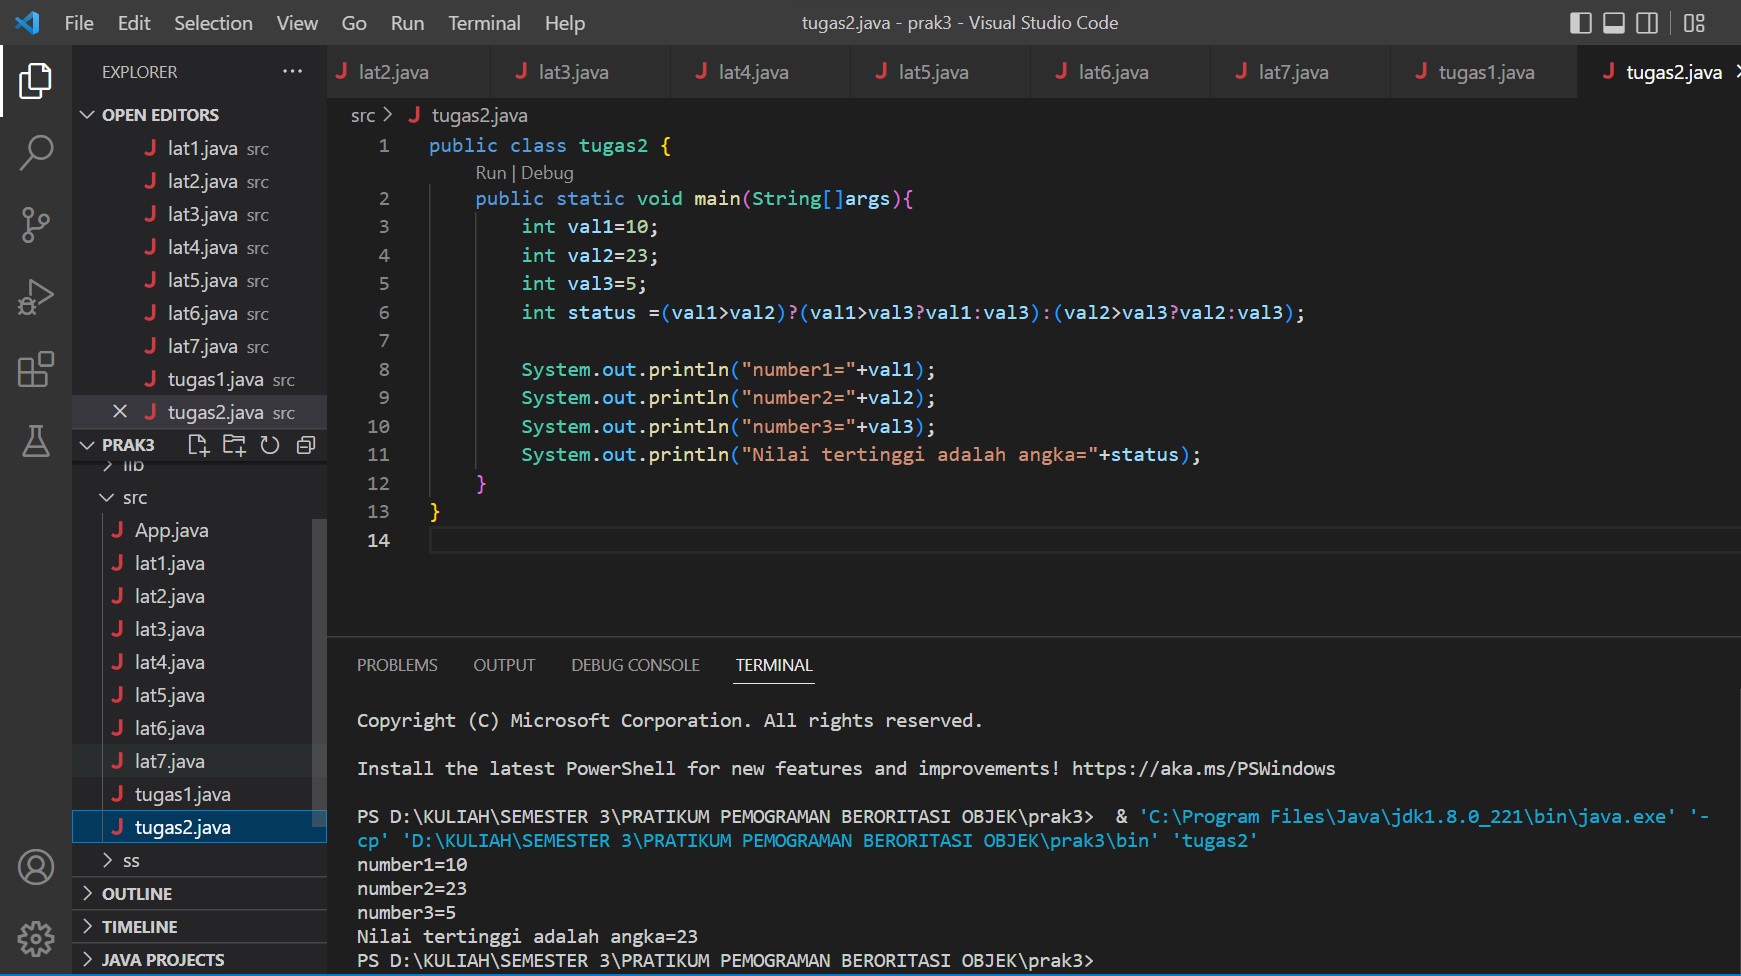 File Edit Selection View Go Run Terminal Help
tugas2.java - prak3 - Visual Studio Code
EXPLORER
OPEN EDITORS
lat1.java src
lat2.java src
lat3.java src
lat4.java src
lat5.java src
lat6.java src
lat7.java src
tugas1.java src
tugas2.java src
PRAK3
lib
src
App.java
lat1.java
lat2.java
lat3.java
lat4.java
lat5.java
lat6.java
lat7.java
tugas1.java
tugas2.java
ss
OUTLINE
TIMELINE
JAVA PROJECTS
lat2.java lat3.java lat4.java lat5.java lat6.java lat7.java tugas1.java tugas2.java
src > tugas2.java
1 public class tugas2 {
Run | Debug
2 public static void main(String[]args){
3 int val1=10;
4 int val2=23;
5 int val3=5;
6 int status =(val1>val2)?(val1>val3?val1:val3):(val2>val3?val2:val3);
7
8 System.out.println("number1="+val1);
9 System.out.println("number2="+val2);
10 System.out.println("number3="+val3);
11 System.out.println("Nilai tertinggi adalah angka="+status);
12 }
13 }
14
PROBLEMS OUTPUT DEBUG CONSOLE TERMINAL
Copyright (C) Microsoft Corporation. All rights reserved.
Install the latest PowerShell for new features and improvements! https://aka.ms/PSWindows
PS D:\KULIAH\SEMESTER 3\PRATIKUM PEMOGRAMAN BERORITASI OBJEK\prak3>  & 'C:\Program Files\Java\jdk1.8.0_221\bin\java.exe' '-
cp' 'D:\KULIAH\SEMESTER 3\PRATIKUM PEMOGRAMAN BERORITASI OBJEK\prak3\bin' 'tugas2'
number1=10
number2=23
number3=5
Nilai tertinggi adalah angka=23
PS D:\KULIAH\SEMESTER 3\PRATIKUM PEMOGRAMAN BERORITASI OBJEK\prak3>